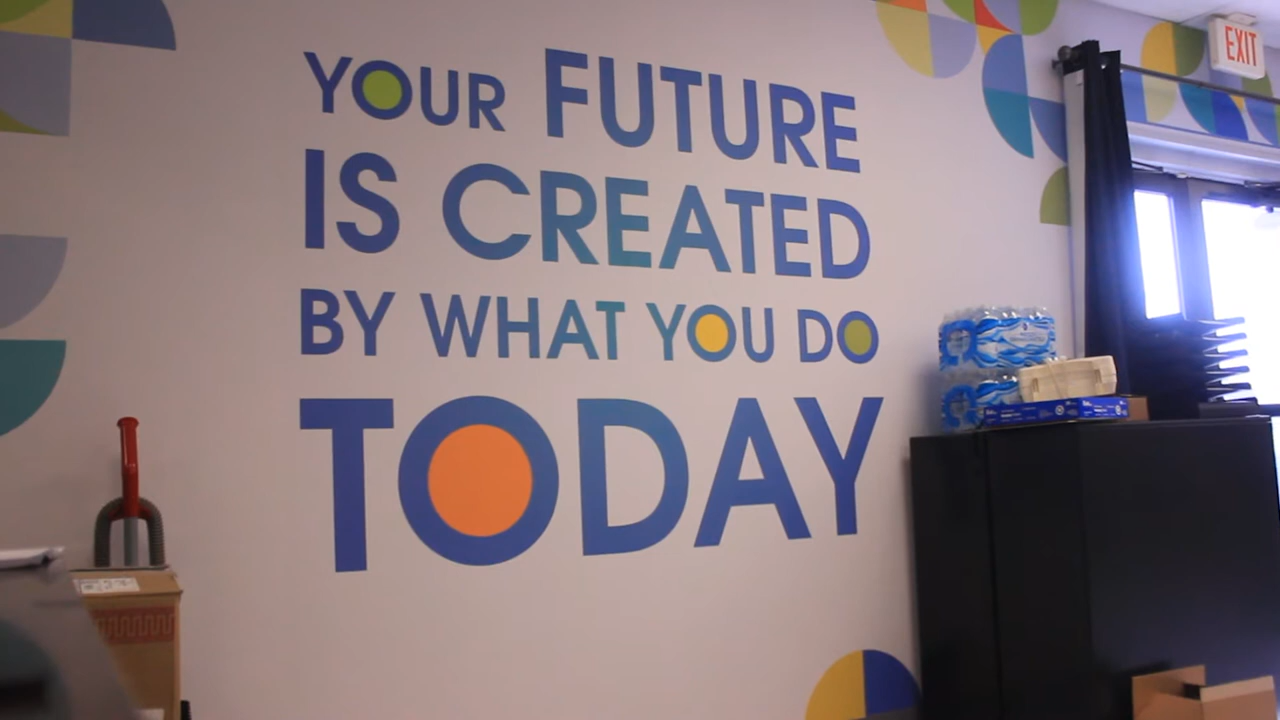 YOUR FUTURE
IS CREATED
BY WHAT YOU DO
TODAY
EXIT